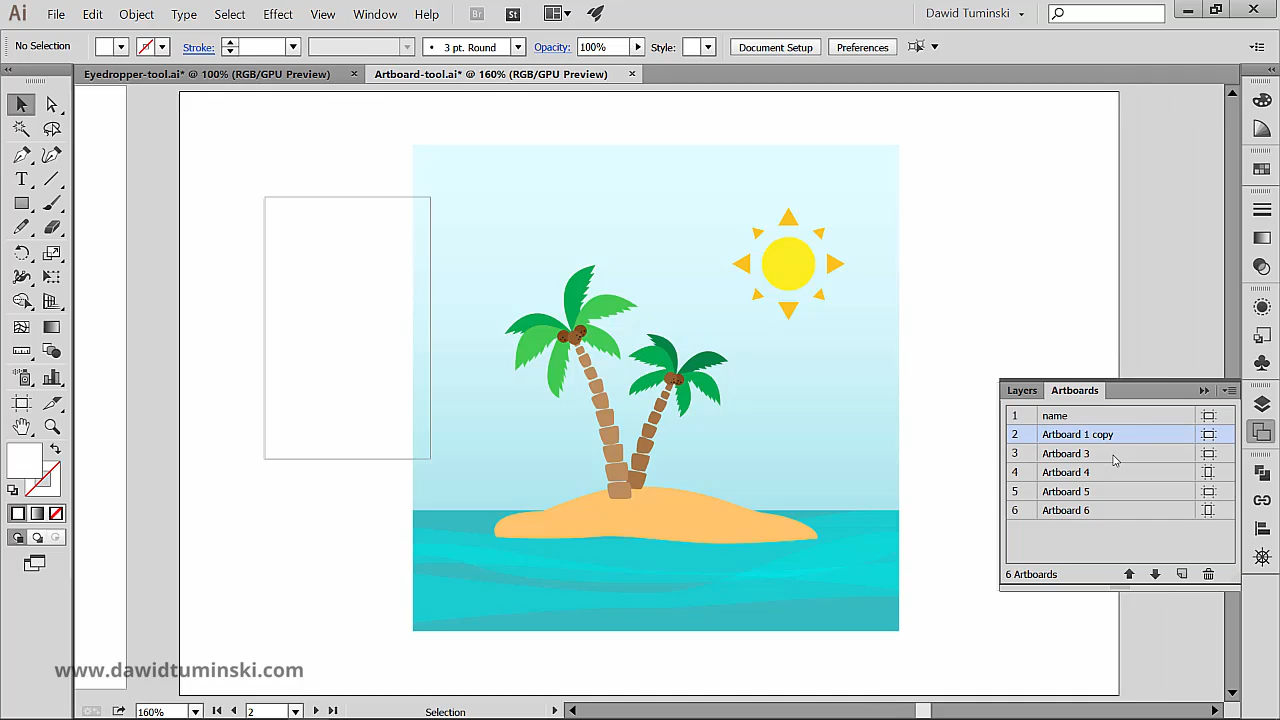 Ai File Edit Object Type Select Effect View Window Help Br St Dawid Tuminski
No Selection Stroke: 3 pt. Round Opacity: 100% Style: Document Setup Preferences
Eyedropper-tool.ai* @ 100% (RGB/GPU Preview) Artboard-tool.ai* @ 160% (RGB/GPU Preview)
T
Layers Artboards
1 name
2 Artboard 1 copy
3 Artboard 3
4 Artboard 4
5 Artboard 5
6 Artboard 6
6 Artboards
www.dawidtuminski.com
160% 2 Selection